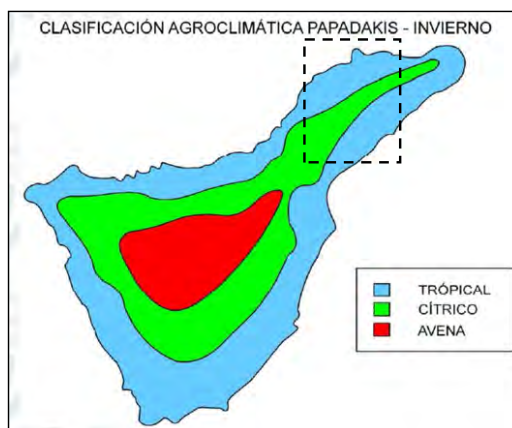 CLASIFICACIÓN AGROCLIMÁTICA PAPADAKIS - INVIERNO
TRÓPICAL
CÍTRICO
AVENA